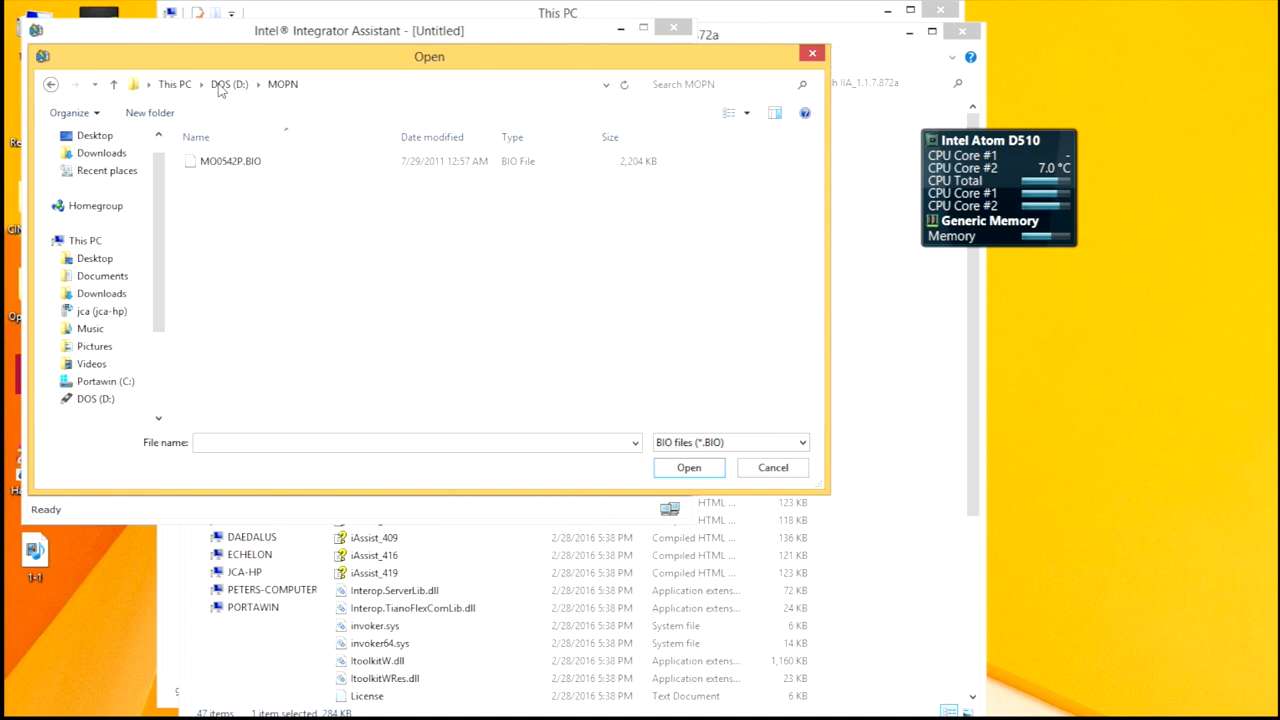 This PC
Intel® Integrator Assistant - [Untitled]
872a
Open
This PC DOS (D:) MOPN
Search MOPN
h IIA_1.1.7.872a
Organize New folder
Name Date modified Type Size
MO0542P.BIO 7/29/2011 12:57 AM BIO File 2,204 KB
Desktop
Downloads
Recent places
Homegroup
This PC
Desktop
Documents
Downloads
jca (jca-hp)
Music
Pictures
Videos
Portawin (C:)
DOS (D:)
File name:
BIO files (*.BIO)
Open Cancel
Intel Atom D510
CPU Core #1 -
CPU Core #2 7.0 °C
CPU Total
CPU Core #1
CPU Core #2
Generic Memory
Memory
Ready
HTML ... 123 KB
HTML ... 118 KB
DAEDALUS iAssist_409 2/28/2016 5:38 PM Compiled HTML ... 136 KB
ECHELON iAssist_416 2/28/2016 5:38 PM Compiled HTML ... 121 KB
JCA-HP iAssist_419 2/28/2016 5:38 PM Compiled HTML ... 123 KB
PETERS-COMPUTER Interop.ServerLib.dll 2/28/2016 5:38 PM Application extens... 72 KB
PORTAWIN Interop.TianoFlexComLib.dll 2/28/2016 5:38 PM Application extens... 24 KB
invoker.sys 2/28/2016 5:38 PM System file 6 KB
invoker64.sys 2/28/2016 5:38 PM System file 14 KB
ItoolkitW.dll 2/28/2016 5:38 PM Application extens... 1,160 KB
ItoolkitWRes.dll 2/28/2016 5:38 PM Application extens... 23 KB
License 2/28/2016 5:38 PM Text Document 6 KB
47 items 1 item selected 284 KB
1-1